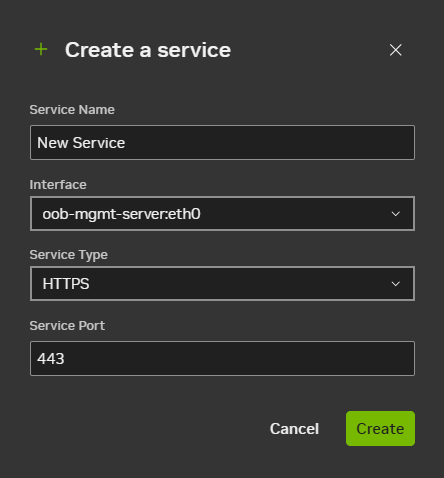 Create a service
Service Name
New Service
Interface
oob-mgmt-server:eth0
Service Type
HTTPS
Service Port
443
Cancel Create